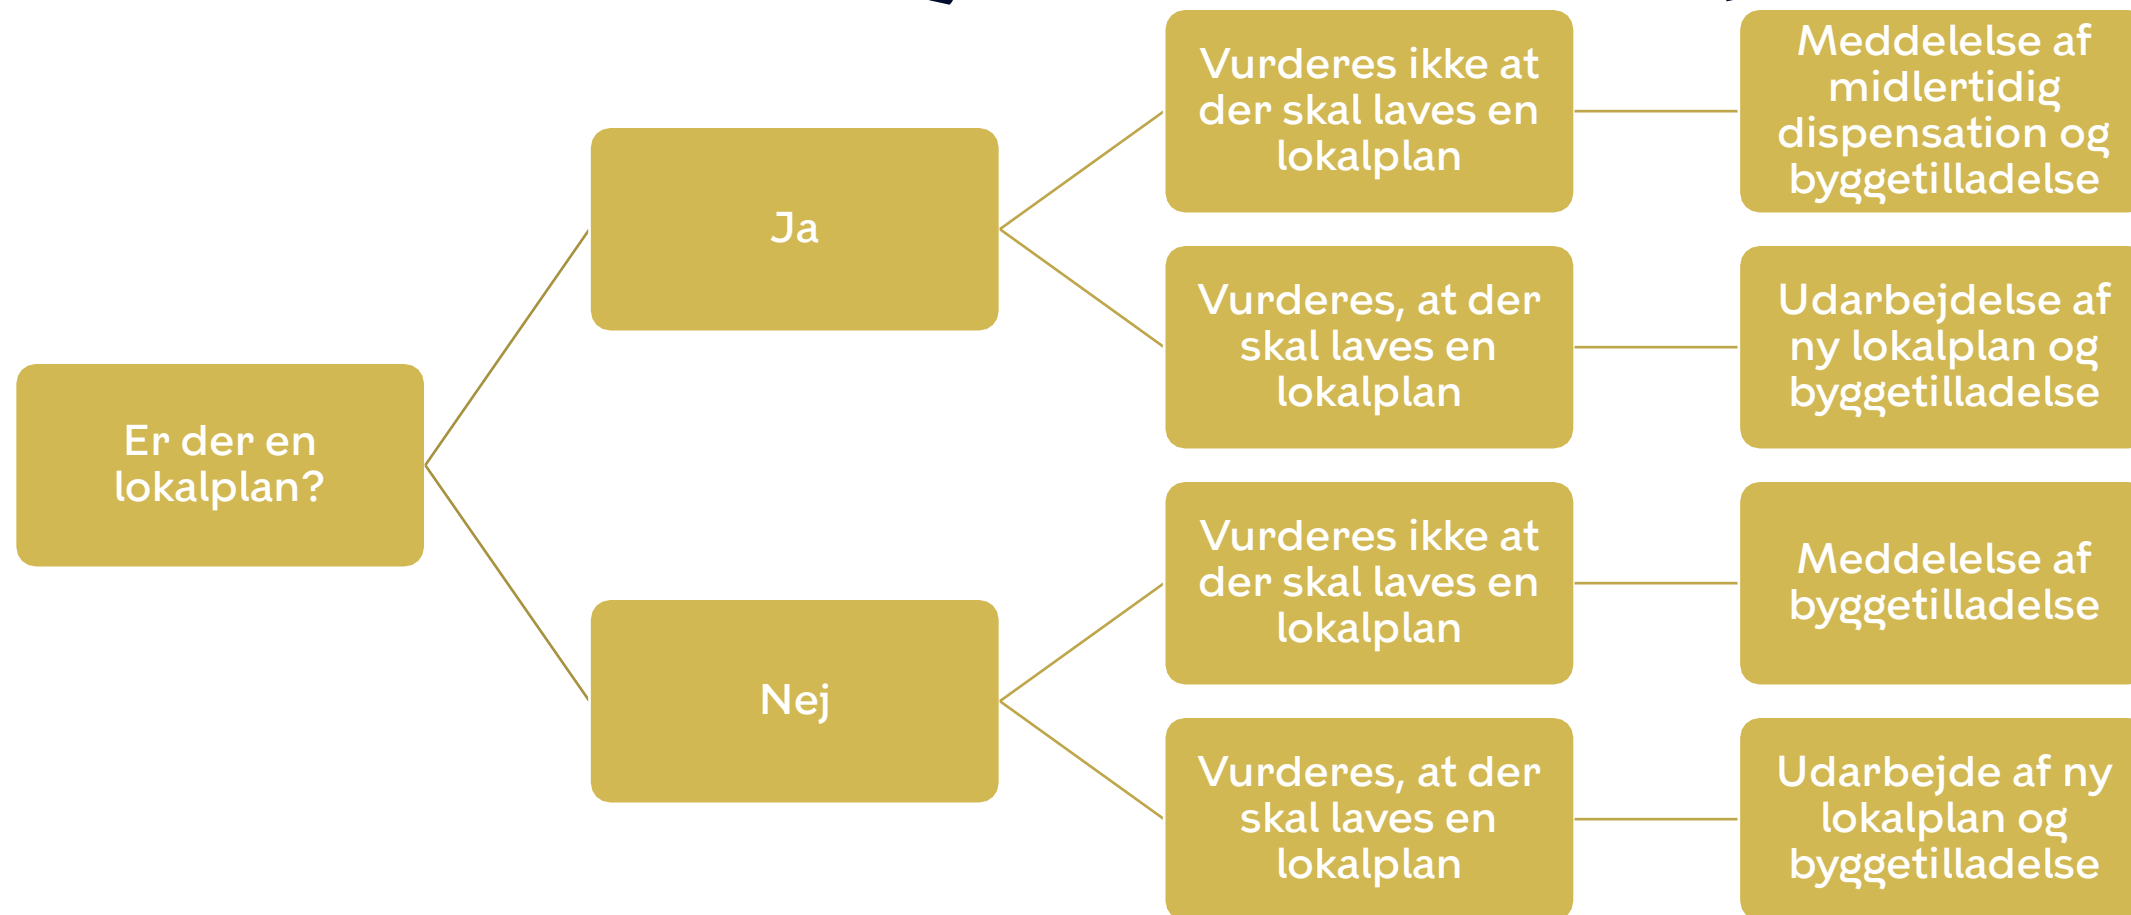 Er der en
lokalplan?
Ja
Vurderes ikke at
der skal laves en
lokalplan
Meddelelse af
midlertidig
dispensation og
byggetilladelse
Vurderes, at der
skal laves en
lokalplan
Udarbejdelse af
ny lokalplan og
byggetilladelse
Nej
Vurderes ikke at
der skal laves en
lokalplan
Meddelelse af
byggetilladelse
Vurderes, at der
skal laves en
lokalplan
Udarbejde af ny
lokalplan og
byggetilladelse